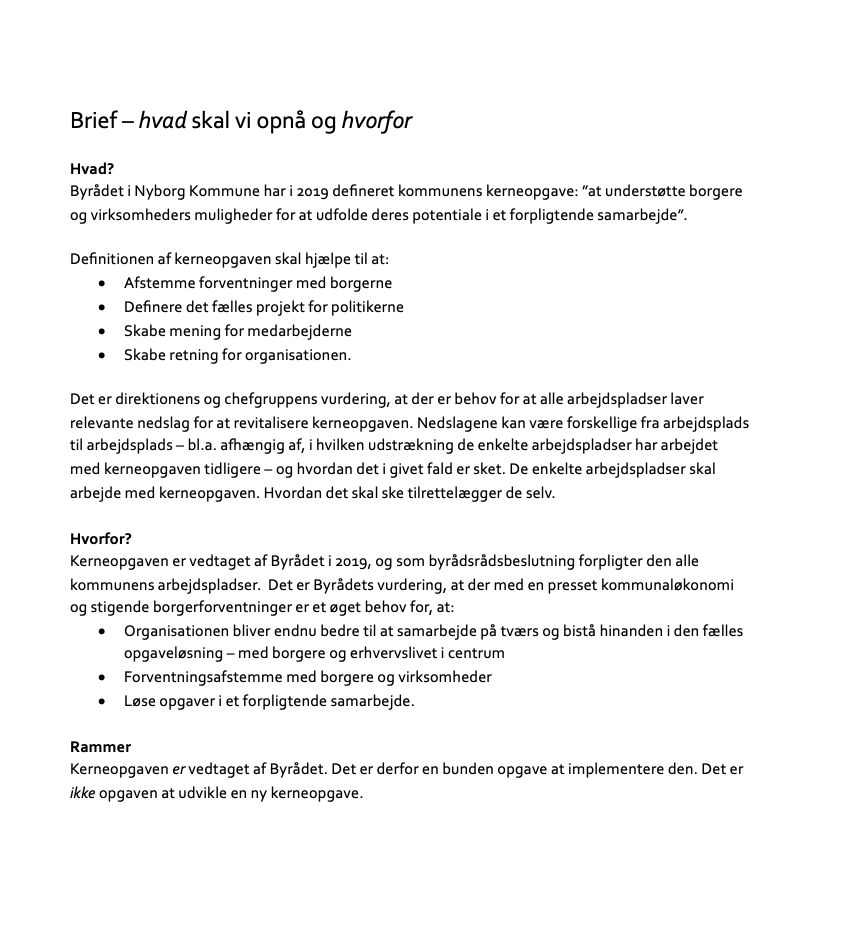 Brief – hvad skal vi opnå og hvorfor
Hvad?
Byrådet i Nyborg Kommune har i 2019 defineret kommunens kerneopgave: ”at understøtte borgere
og virksomheders muligheder for at udfolde deres potentiale i et forpligtende samarbejde”.
Definitionen af kerneopgaven skal hjælpe til at:
• Afstemme forventninger med borgerne
• Definere det fælles projekt for politikerne
• Skabe mening for medarbejderne
• Skabe retning for organisationen.
Det er direktionens og chefgruppens vurdering, at der er behov for at alle arbejdspladser laver
relevante nedslag for at revitalisere kerneopgaven. Nedslagene kan være forskellige fra arbejdsplads
til arbejdsplads – bl.a. afhængig af, i hvilken udstrækning de enkelte arbejdspladser har arbejdet
med kerneopgaven tidligere – og hvordan det i givet fald er sket. De enkelte arbejdspladser skal
arbejde med kerneopgaven. Hvordan det skal ske tilrettelægger de selv.
Hvorfor?
Kerneopgaven er vedtaget af Byrådet i 2019, og som byrådsrådsbeslutning forpligter den alle
kommunens arbejdspladser.  Det er Byrådets vurdering, at der med en presset kommunaløkonomi
og stigende borgerforventninger er et øget behov for, at:
• Organisationen bliver endnu bedre til at samarbejde på tværs og bistå hinanden i den fælles
opgaveløsning – med borgere og erhvervslivet i centrum
• Forventningsafstemme med borgere og virksomheder
• Løse opgaver i et forpligtende samarbejde.
Rammer
Kerneopgaven er vedtaget af Byrådet. Det er derfor en bunden opgave at implementere den. Det er
ikke opgaven at udvikle en ny kerneopgave.